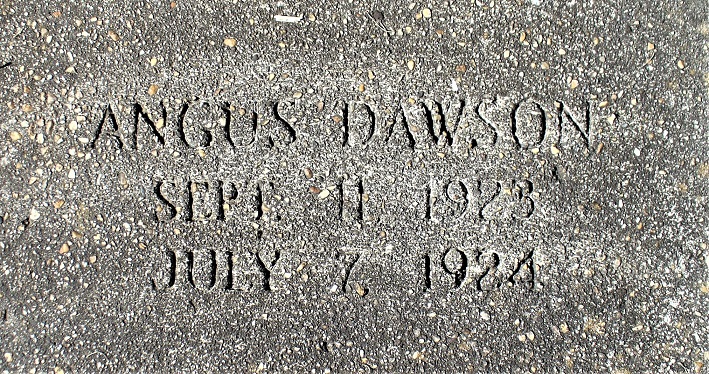 ANGUS DAWSON
SEPT. 11, 1923
JULY 7, 1924